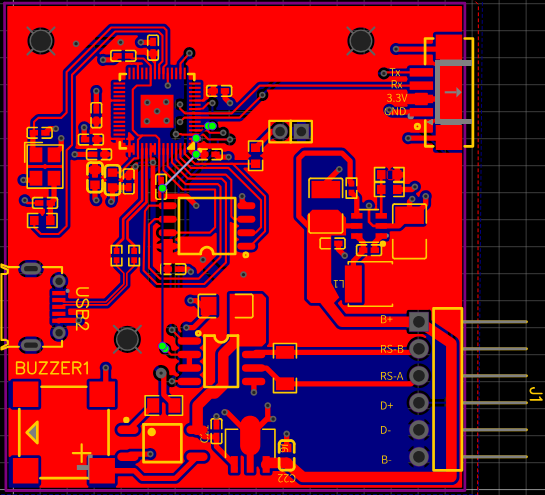 Tx
Rx
3.3V
GND
L1
USB2
B+
RS-B
RS-A
D+
D-
B-
J1
BUZZER1
+
C22